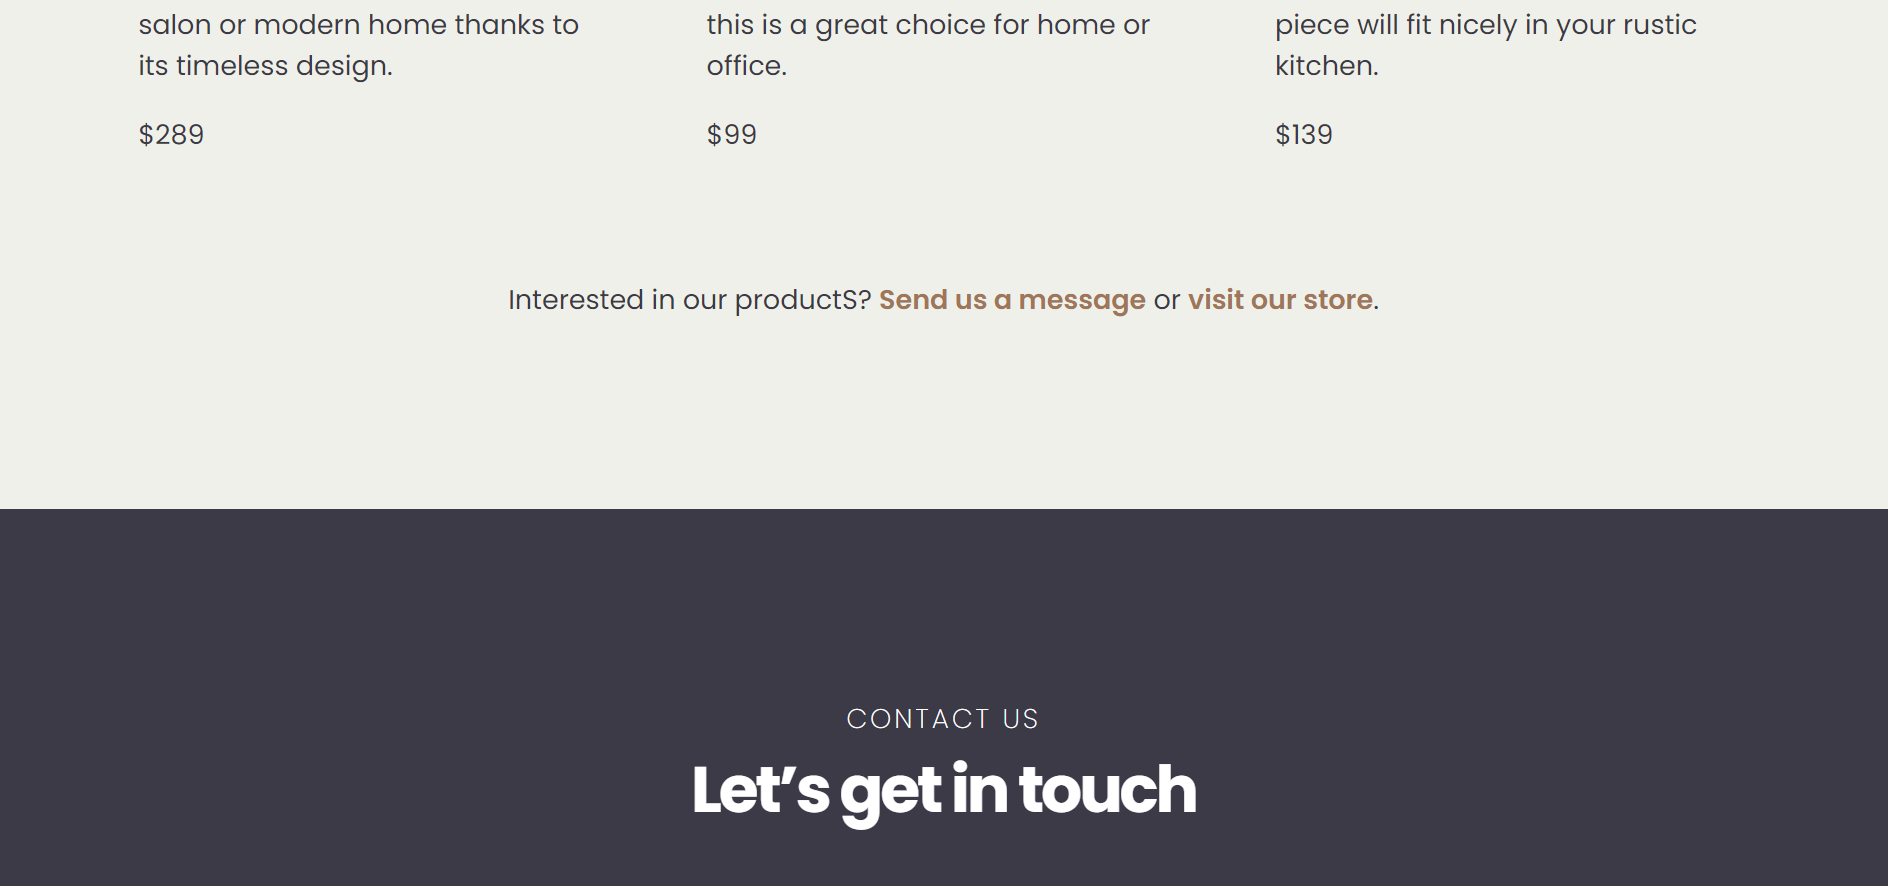 salon or modern home thanks to
its timeless design.
$289
this is a great choice for home or
office.
$99
piece will fit nicely in your rustic
kitchen.
$139
Interested in our productS? Send us a message or visit our store.
CONTACT US
Let’s get in touch